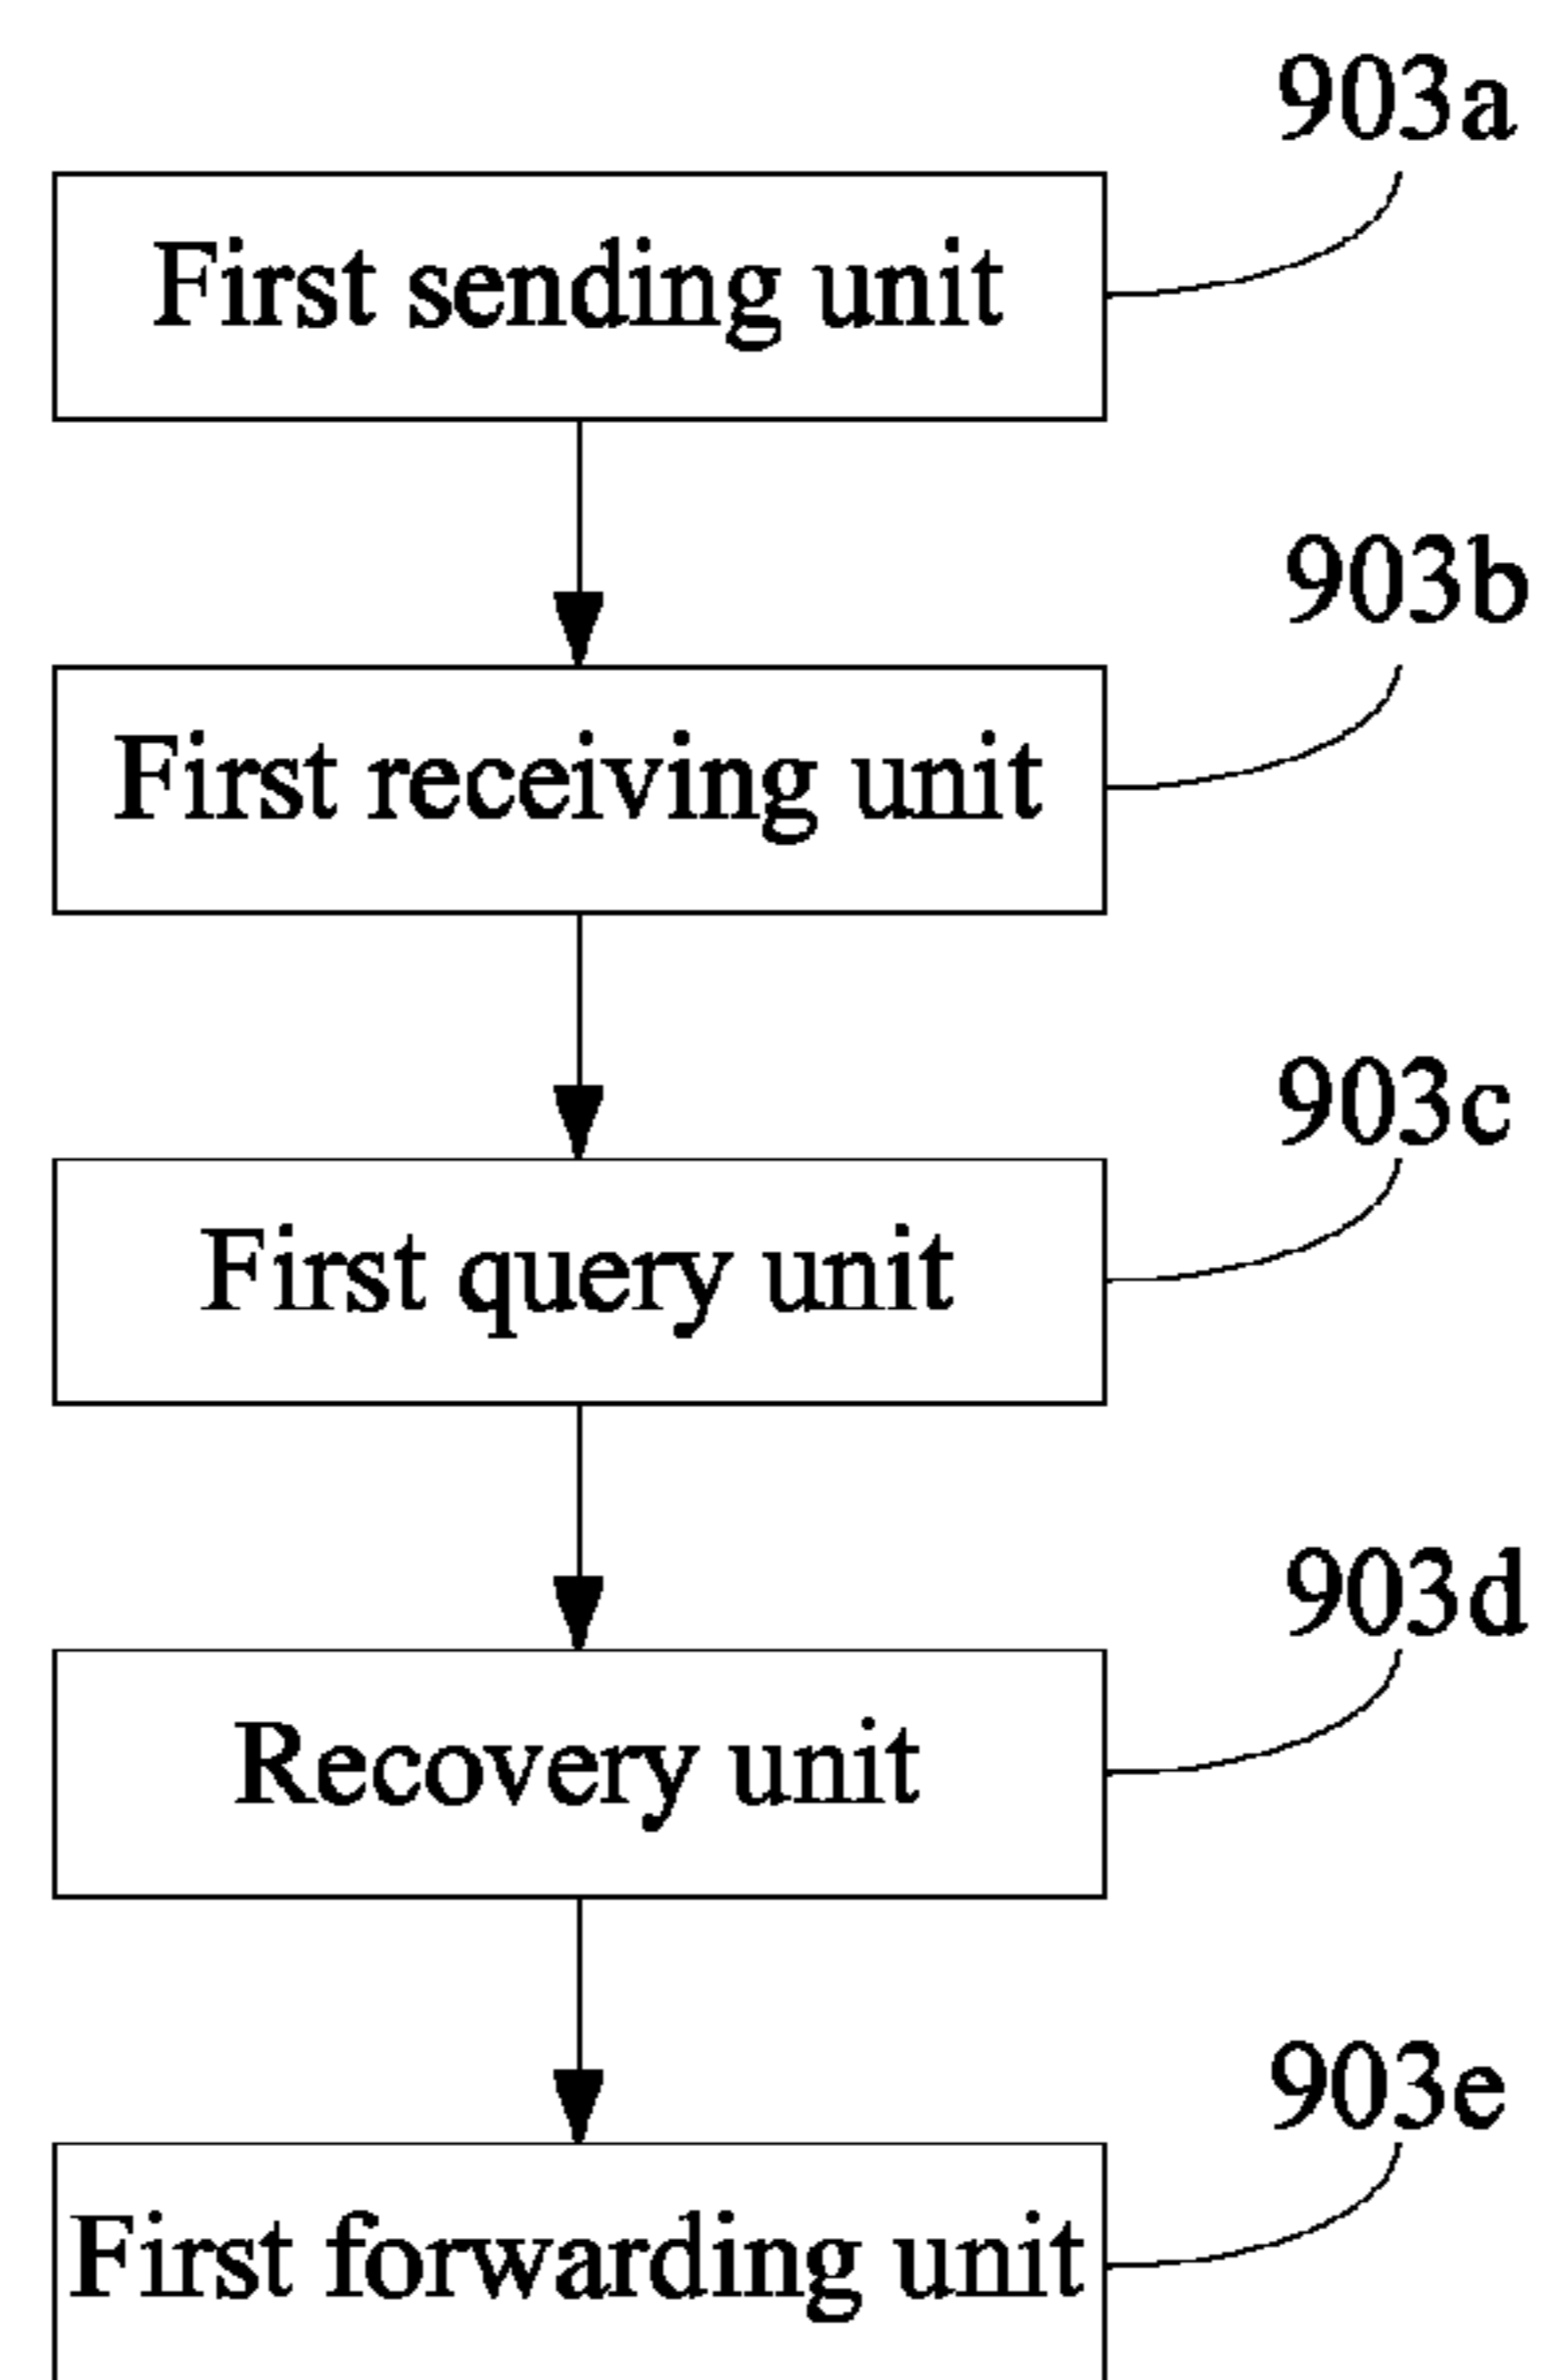 903a
First sending unit
903b
First receiving unit
903c
First query unit
903d
Recovery unit
903e
First forwarding unit